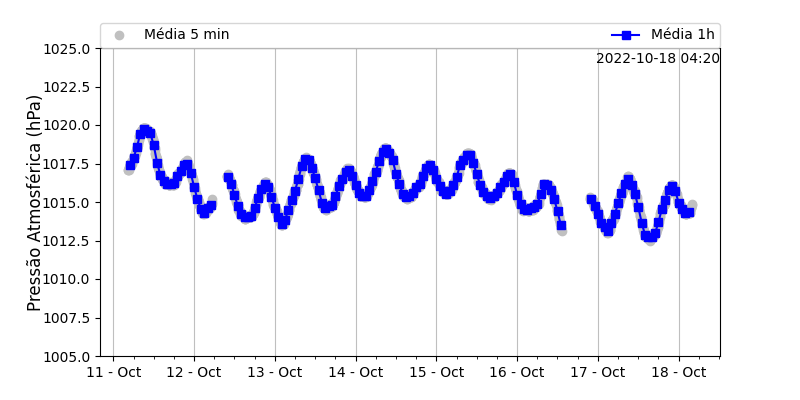 Média 5 min
Média 1h
2022-10-18 04:20
Pressão Atmosférica (hPa)
1025.0
1022.5
1020.0
1017.5
1015.0
1012.5
1010.0
1007.5
1005.0
11 - Oct
12 - Oct
13 - Oct
14 - Oct
15 - Oct
16 - Oct
17 - Oct
18 - Oct